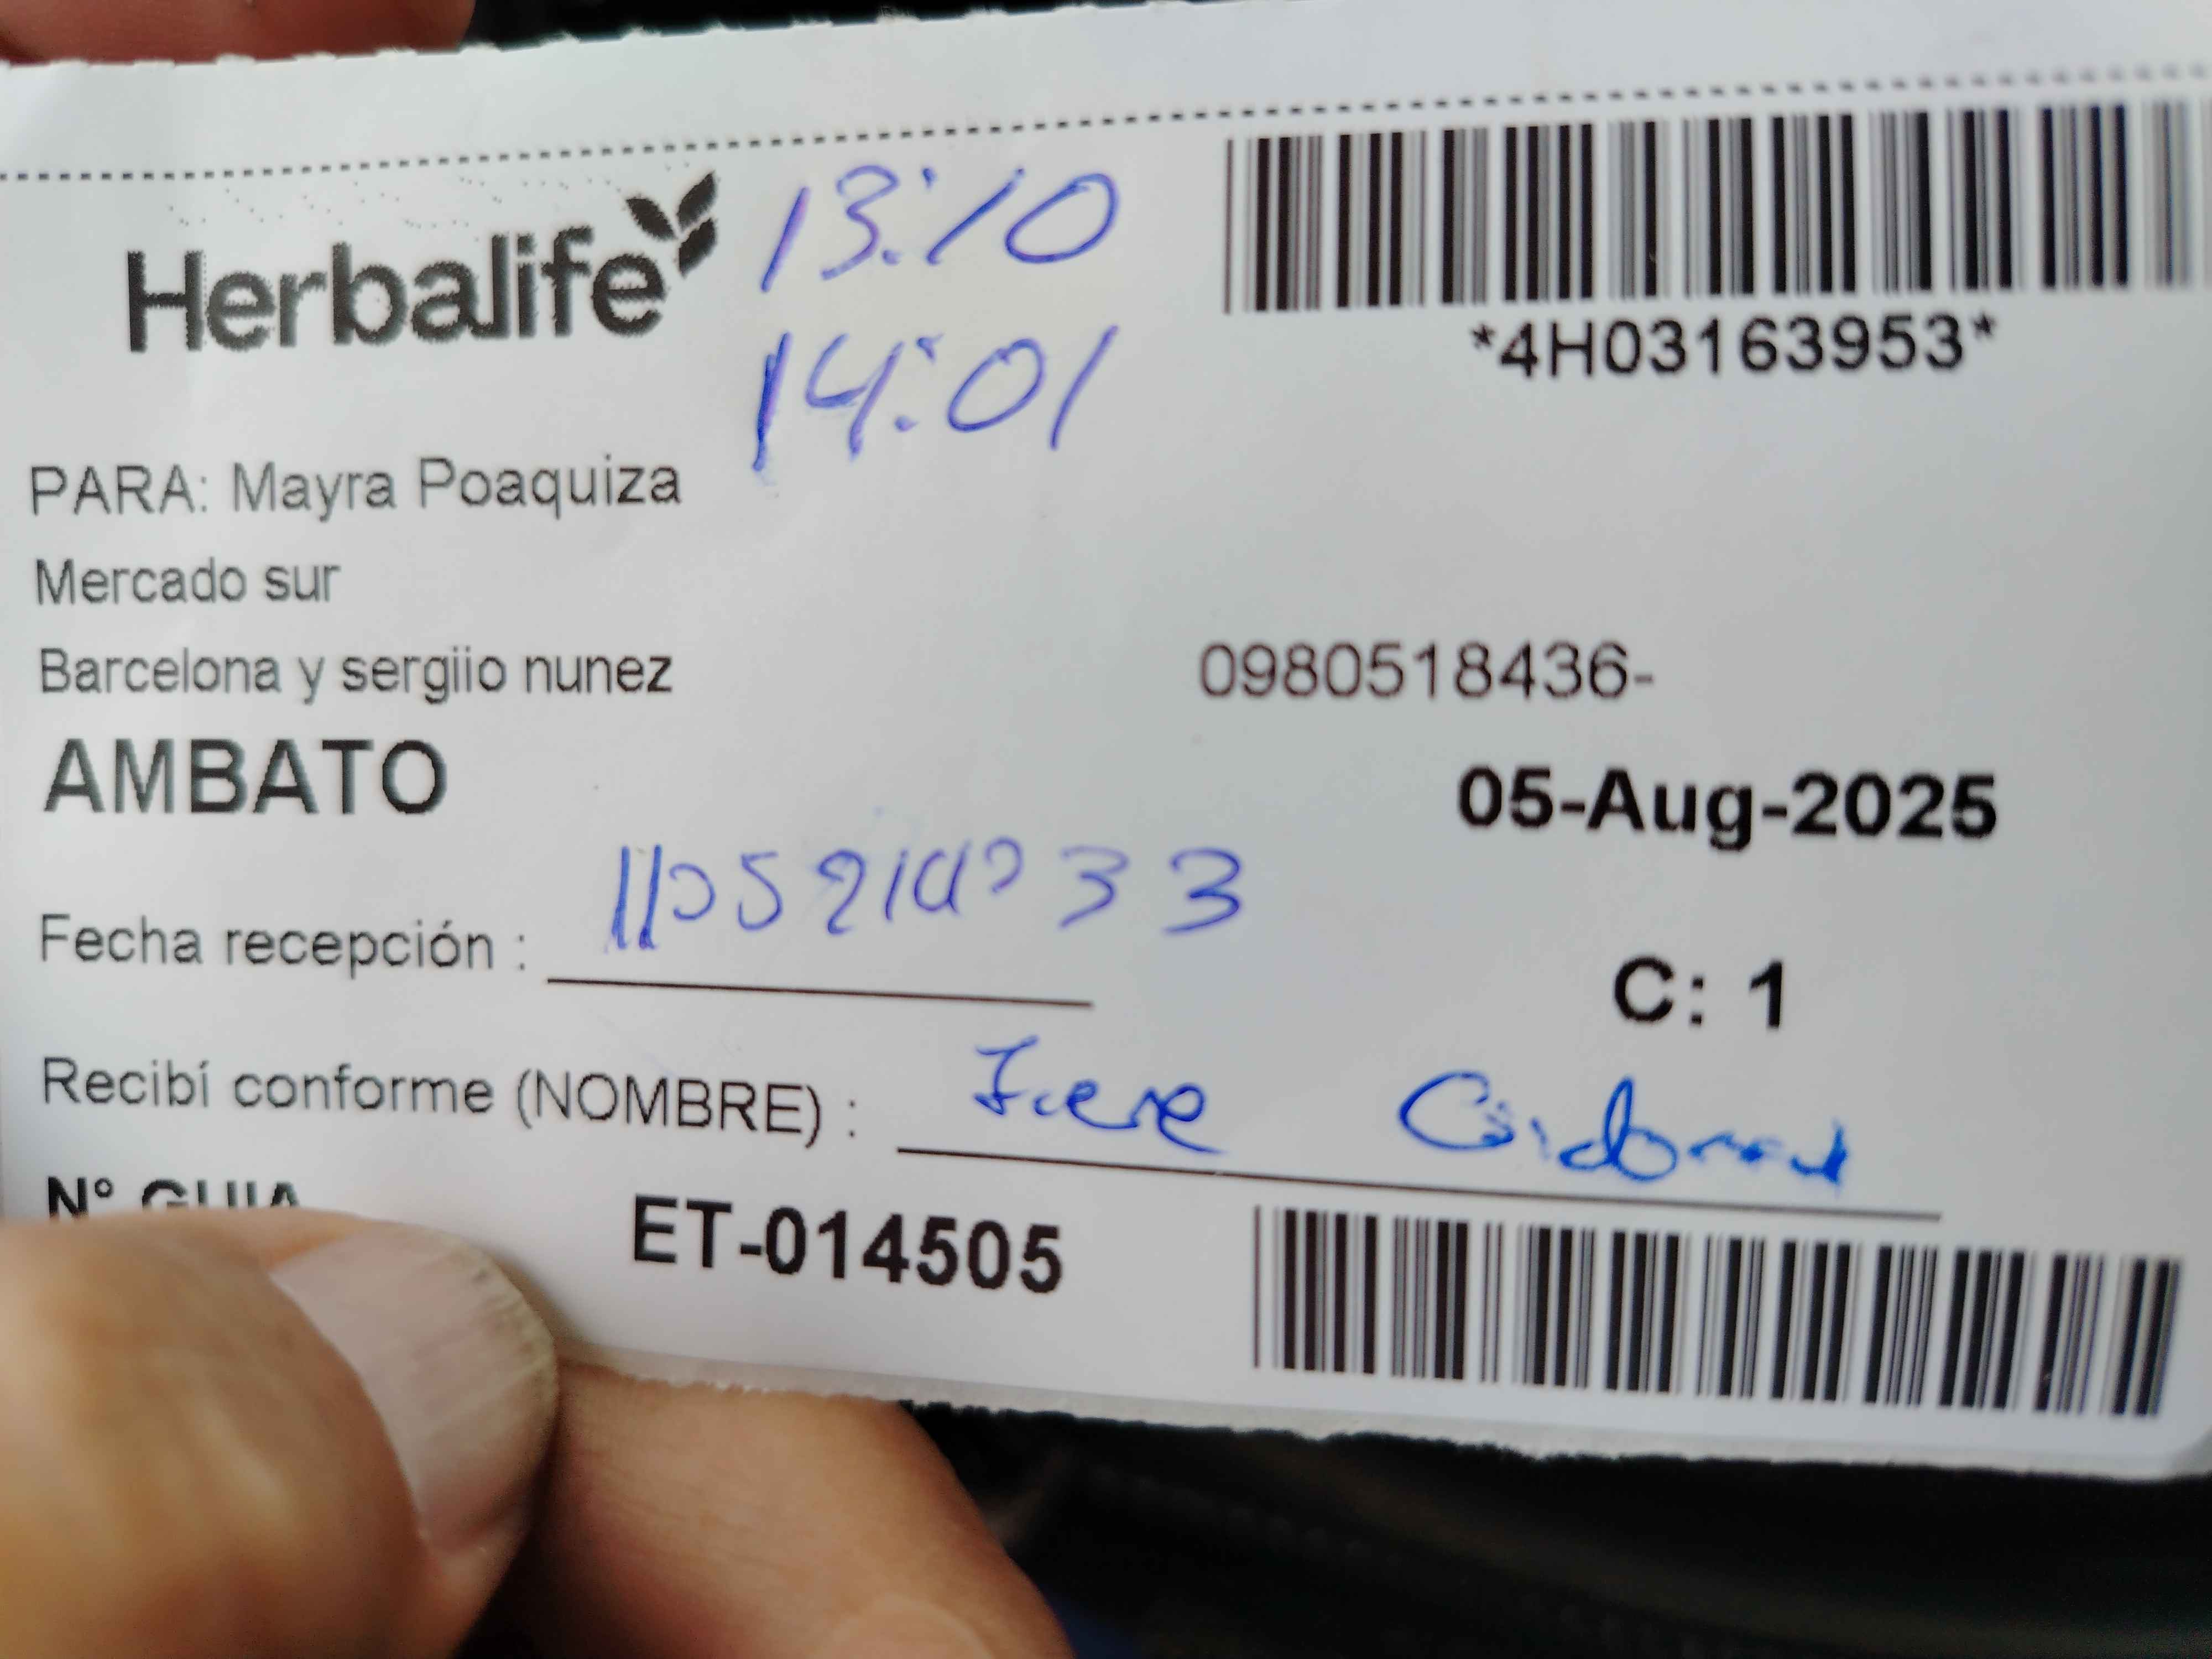 Herbalife
13:10
14:01
*4H03163953*
PARA: Mayra Poaquiza
Mercado sur
Barcelona y sergiio nunez
0980518436-
AMBATO
05-Aug-2025
Fecha recepción :
C: 1
Recibí conforme (NOMBRE) :
N° GUIA
ET-014505